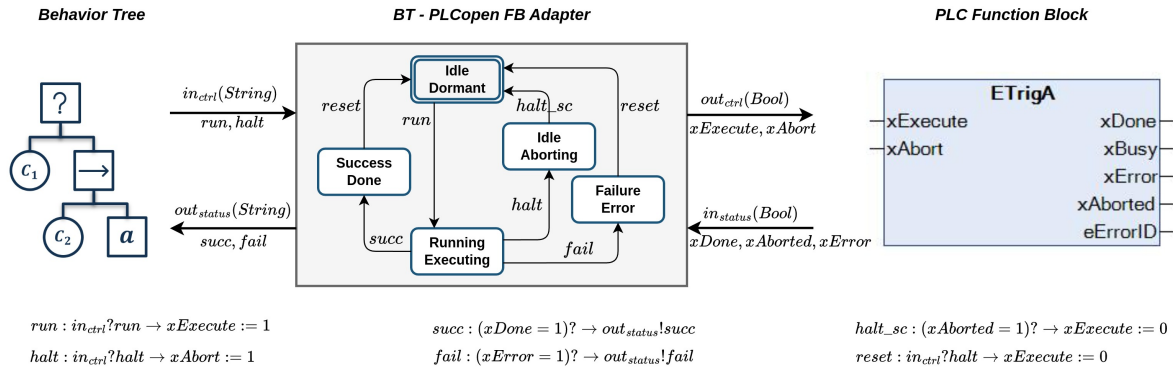 Behavior Tree
BT - PLCopen FB Adapter
PLC Function Block
?
C₁
→
C₂
a
in_ctrl(String)
run, halt
out_status(String)
succ, fail
Idle
Dormant
reset
run
halt_sc
reset
Idle
Aborting
Success
Done
Failure
Error
halt
succ
Running
Executing
fail
out_ctrl(Bool)
xExecute, xAbort
in_status(Bool)
xDone, xAborted, xError
ETrigA
xExecute
xAbort
xDone
xBusy
xError
xAborted
eErrorID
run : in_ctrl?run → xExecute := 1
halt : in_ctrl?halt → xAbort := 1
succ : (xDone = 1)? → out_status!succ
fail : (xError = 1)? → out_status!fail
halt_sc : (xAborted = 1)? → xExecute := 0
reset : in_ctrl?halt → xExecute := 0